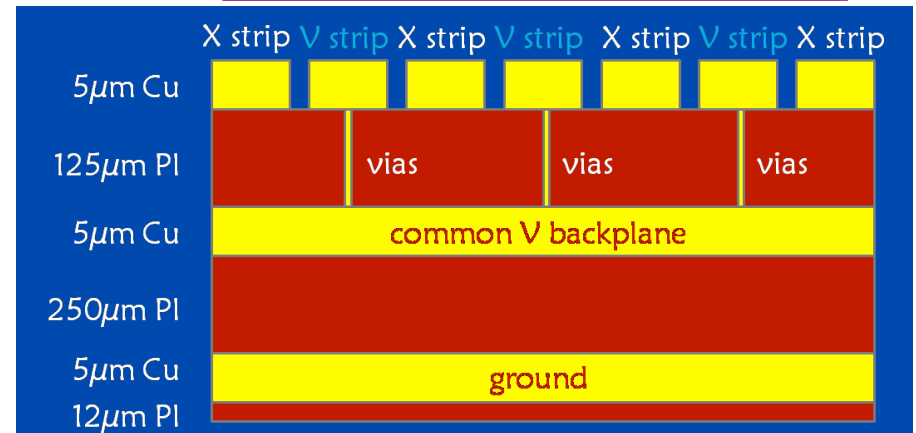 X strip V strip X strip V strip X strip V strip X strip
5μm Cu
125μm PI
vias vias vias
5μm Cu
common V backplane
250μm PI
5μm Cu
ground
12μm PI